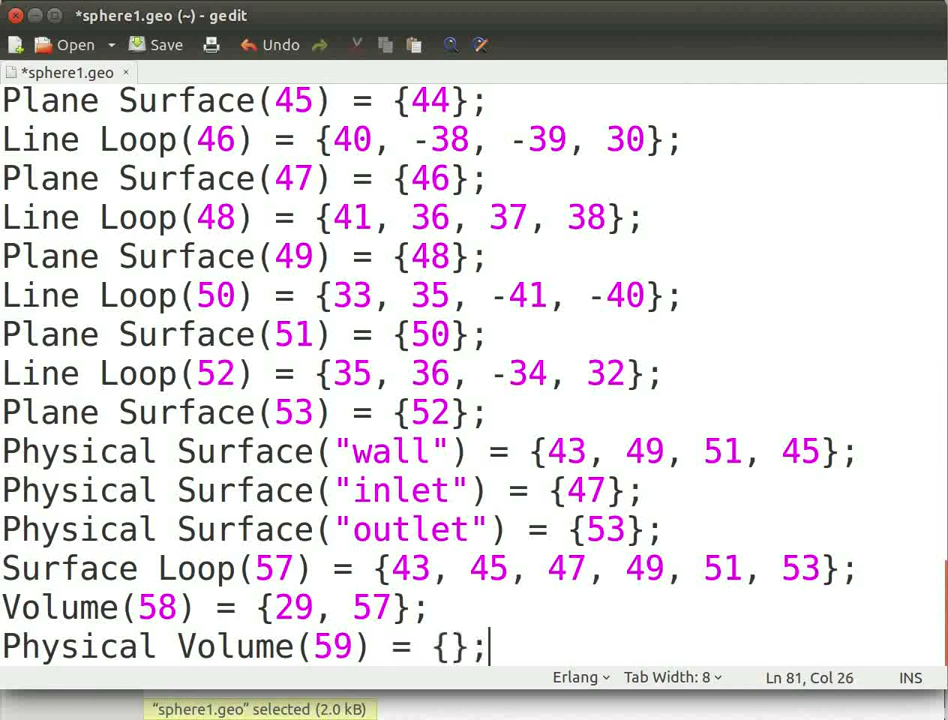 *sphere1.geo (~) - gedit
Open Save Undo
*sphere1.geo ×
Plane Surface(45) = {44};
Line Loop(46) = {40, -38, -39, 30};
Plane Surface(47) = {46};
Line Loop(48) = {41, 36, 37, 38};
Plane Surface(49) = {48};
Line Loop(50) = {33, 35, -41, -40};
Plane Surface(51) = {50};
Line Loop(52) = {35, 36, -34, 32};
Plane Surface(53) = {52};
Physical Surface("wall") = {43, 49, 51, 45};
Physical Surface("inlet") = {47};
Physical Surface("outlet") = {53};
Surface Loop(57) = {43, 45, 47, 49, 51, 53};
Volume(58) = {29, 57};
Physical Volume(59) = {};
Erlang Tab Width: 8 Ln 81, Col 26 INS
"sphere1.geo" selected (2.0 kB)